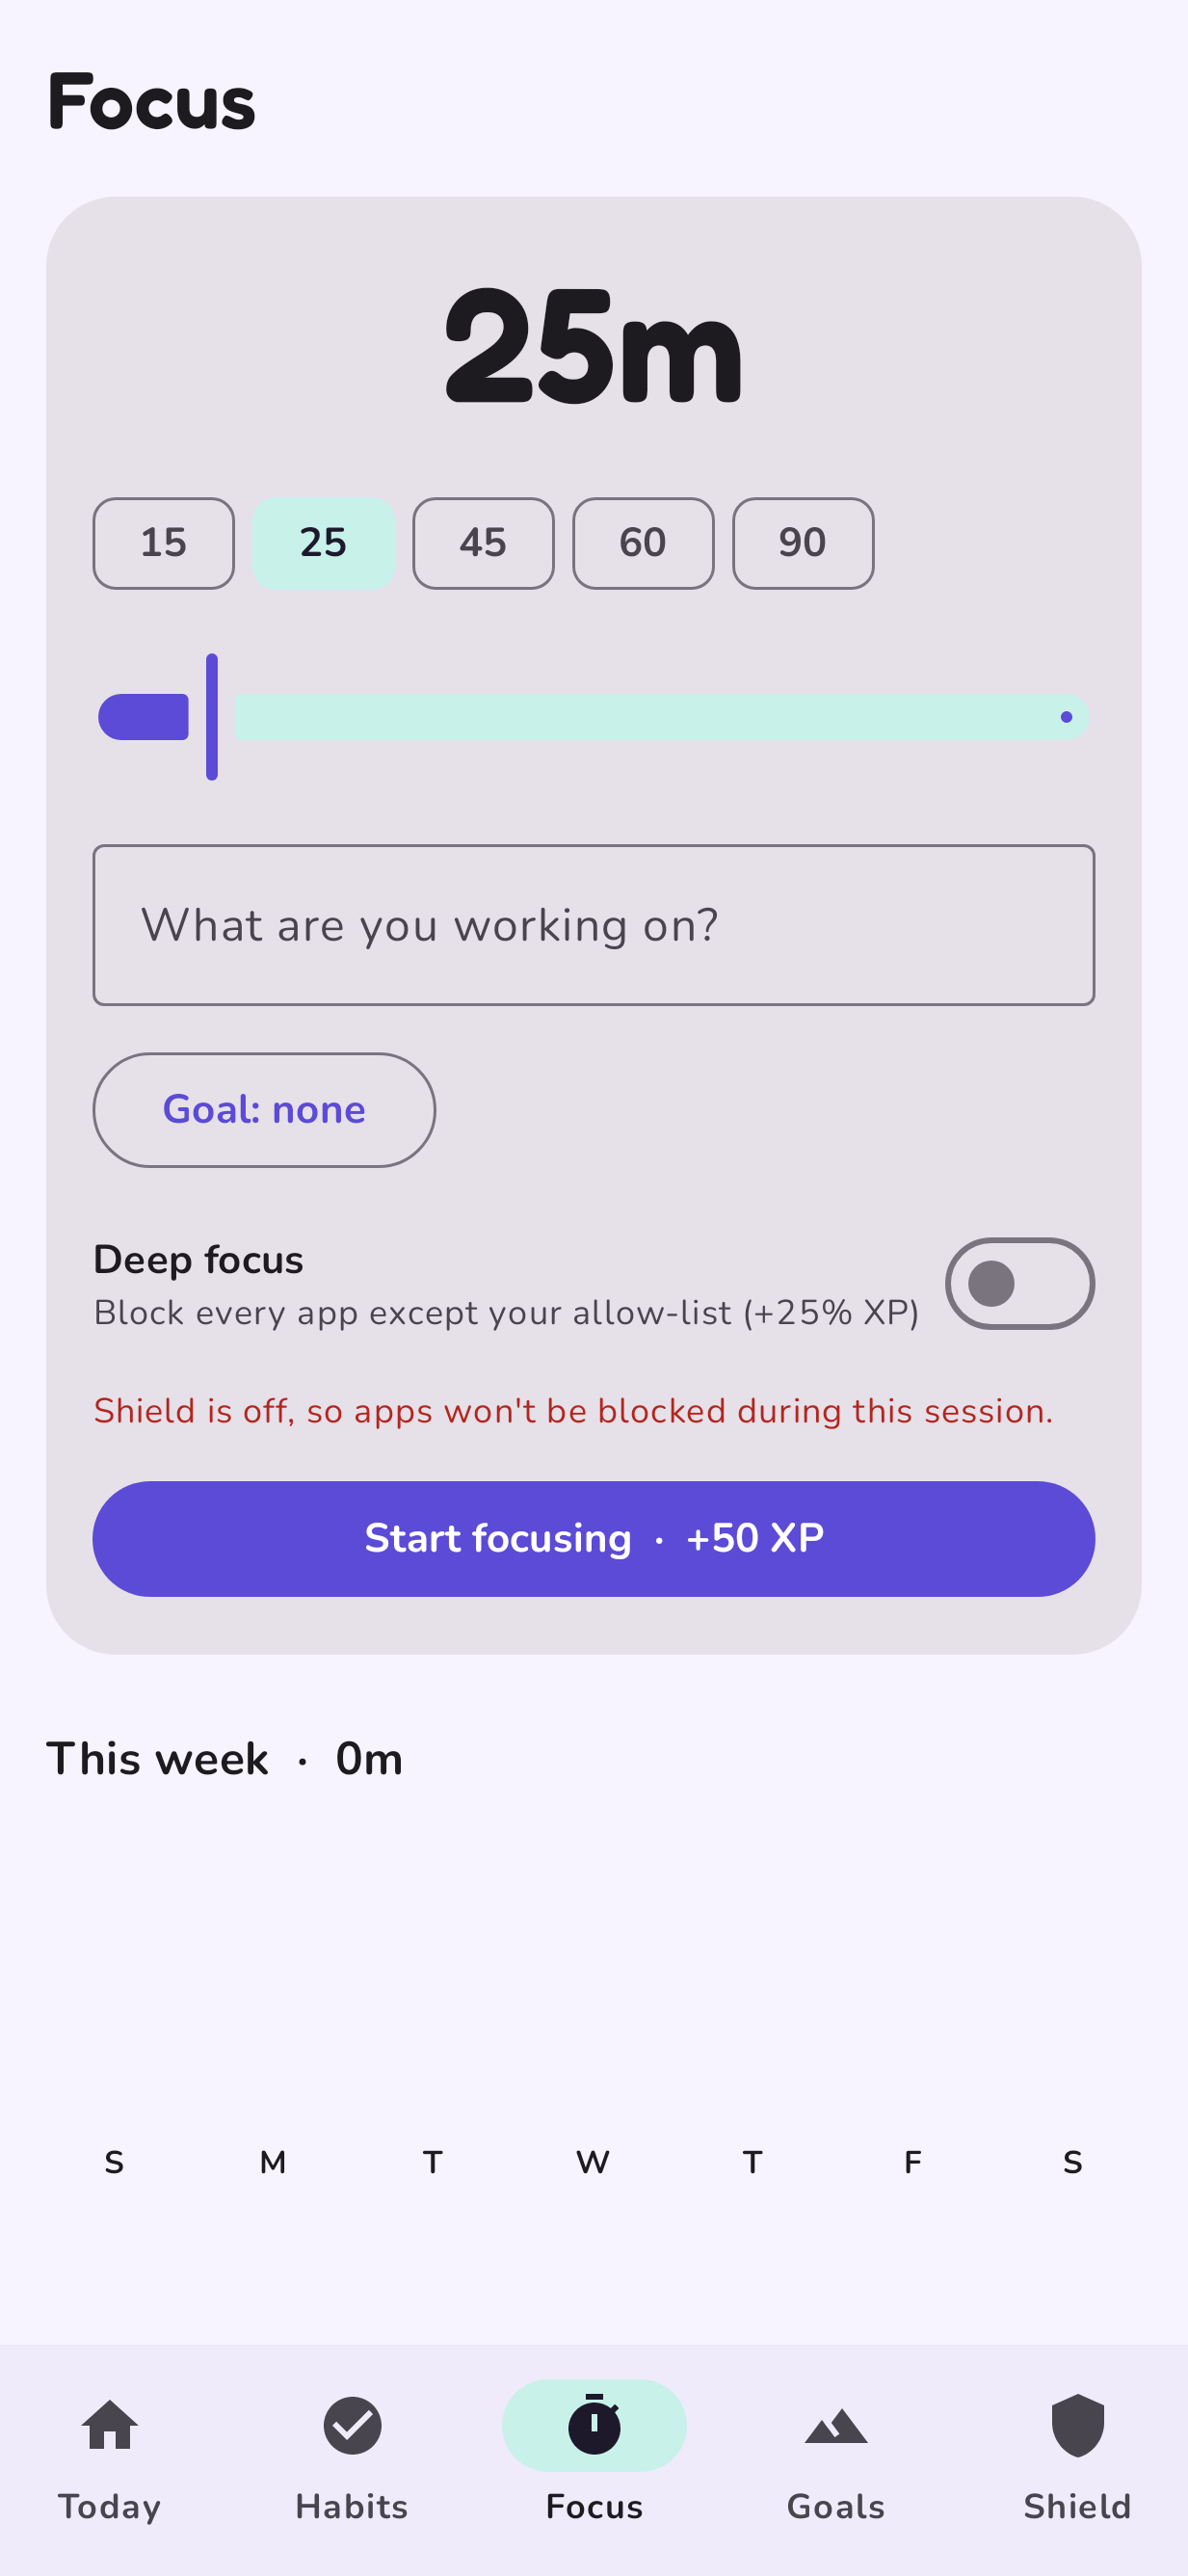 Focus
25m
15 25 45 60 90
What are you working on?
Goal: none
Deep focus
Block every app except your allow-list (+25% XP)
Shield is off, so apps won't be blocked during this session.
Start focusing · +50 XP
This week · 0m
S M T W T F S
Today Habits Focus Goals Shield